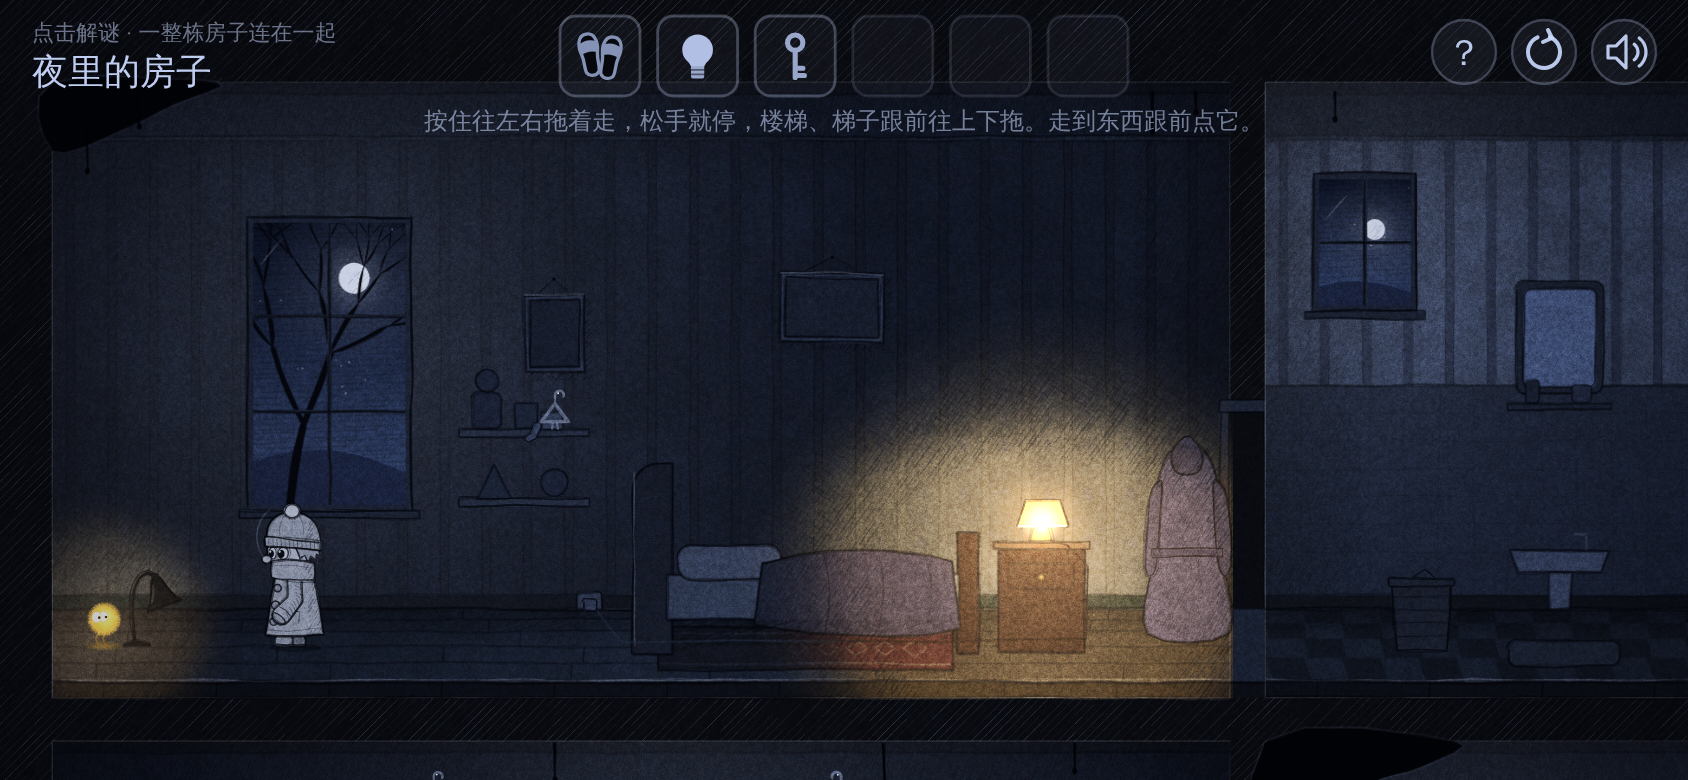 点击解谜 · 一整栋房子连在一起
夜里的房子
?
按住往左右拖着走，松手就停，楼梯、梯子跟前往上下拖。走到东西跟前点它。